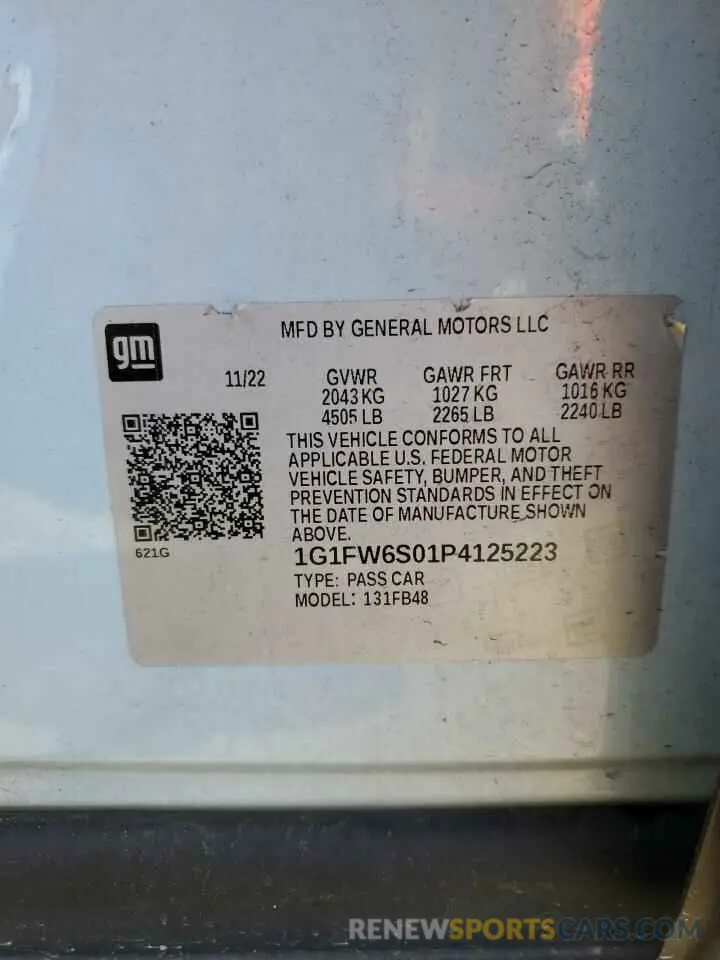 gm
MFD BY GENERAL MOTORS LLC
11/22 GVWR GAWR FRT GAWR RR
2043 KG 1027 KG 1016 KG
4505 LB 2265 LB 2240 LB
THIS VEHICLE CONFORMS TO ALL
APPLICABLE U.S. FEDERAL MOTOR
VEHICLE SAFETY, BUMPER, AND THEFT
PREVENTION STANDARDS IN EFFECT ON
THE DATE OF MANUFACTURE SHOWN
ABOVE.
621G
1G1FW6S01P4125223
TYPE: PASS CAR
MODEL: 131FB48
RENEWSPORTSCARS.COM